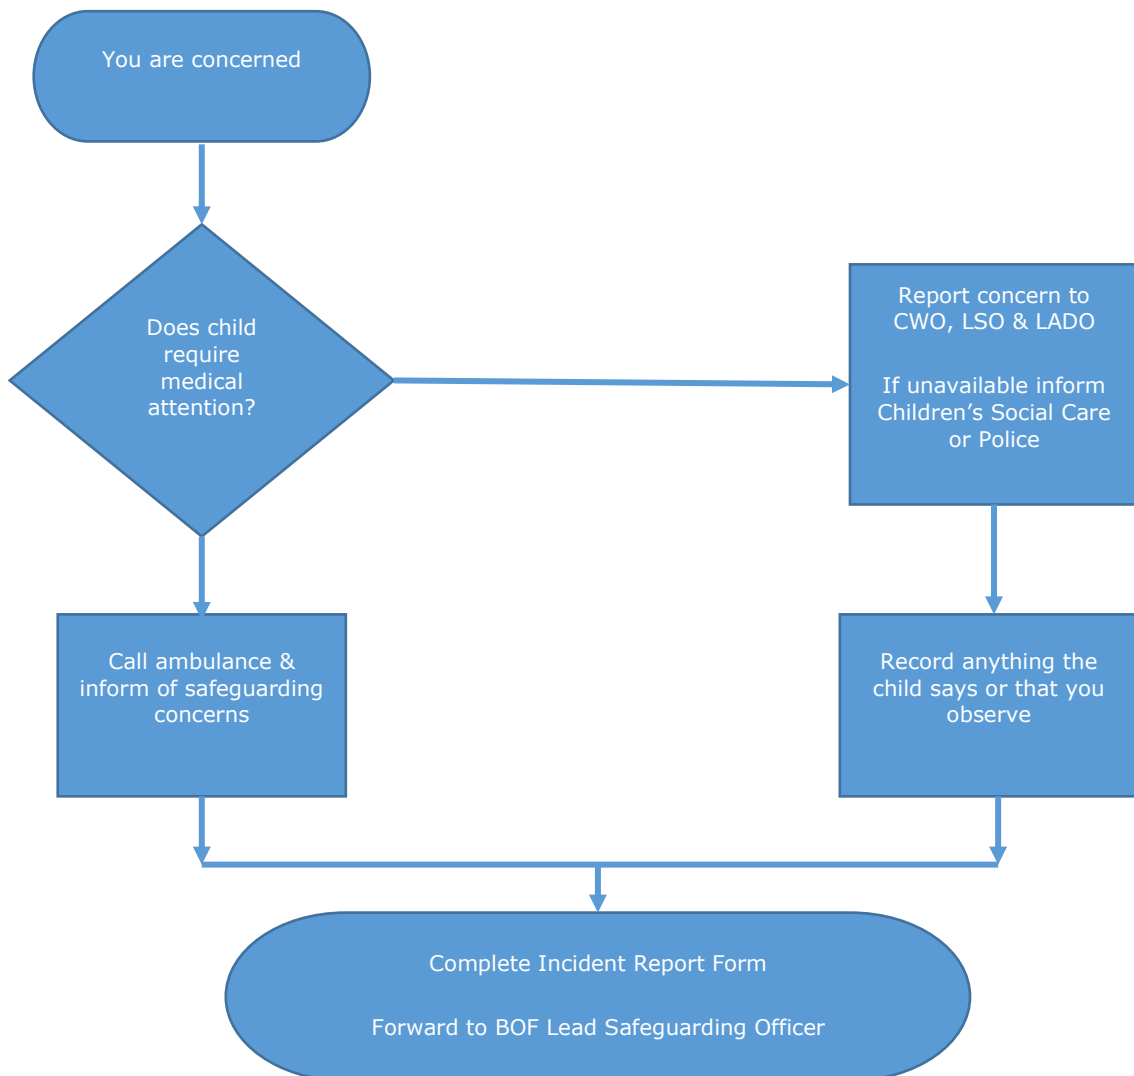 You are concerned
Does child
require
medical
attention?
Report concern to
CWO, LSO & LADO
If unavailable inform
Children’s Social Care
or Police
Call ambulance &
inform of safeguarding
concerns
Record anything the
child says or that you
observe
Complete Incident Report Form
Forward to BOF Lead Safeguarding Officer